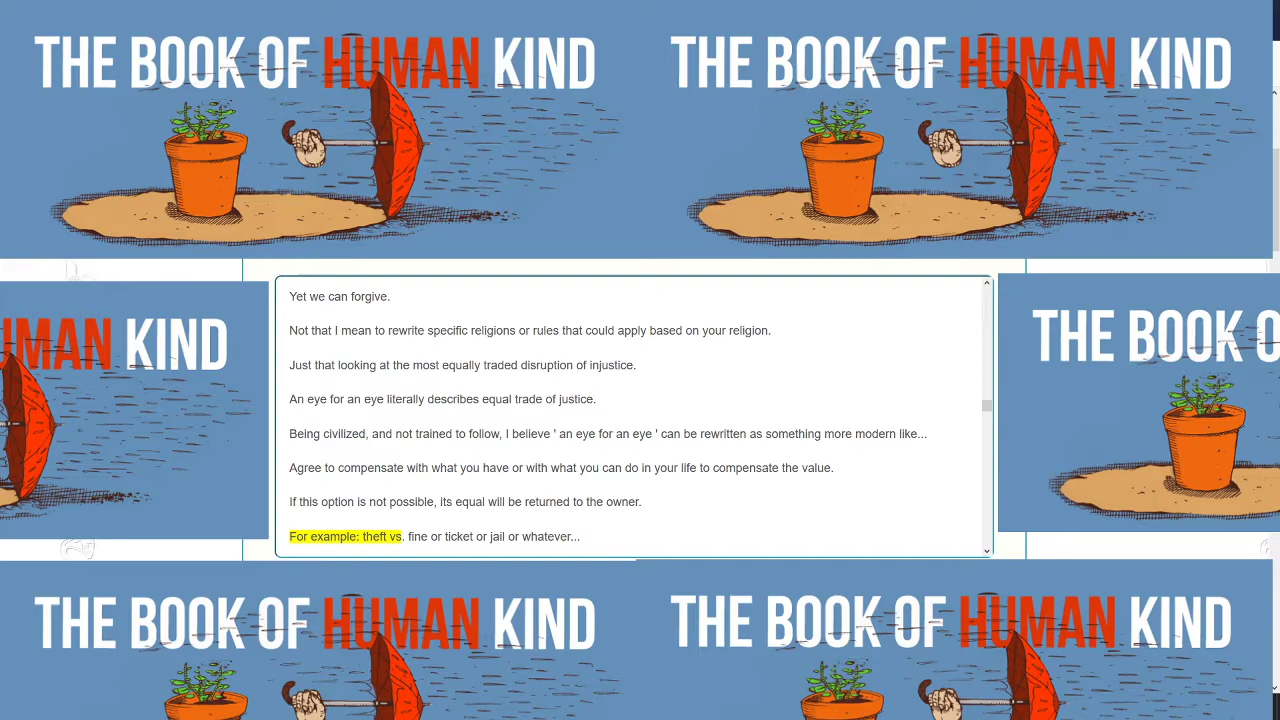 THE BOOK OF HUMAN KIND
THE BOOK OF HUMAN KIND
MAN KIND
THE BOOK O
Yet we can forgive.
Not that I mean to rewrite specific religions or rules that could apply based on your religion.
Just that looking at the most equally traded disruption of injustice.
An eye for an eye literally describes equal trade of justice.
Being civilized, and not trained to follow, I believe ' an eye for an eye ' can be rewritten as something more modern like...
Agree to compensate with what you have or with what you can do in your life to compensate the value.
If this option is not possible, its equal will be returned to the owner.
For example: theft vs. fine or ticket or jail or whatever...
THE BOOK OF HUMAN KIND
THE BOOK OF HUMAN KIND